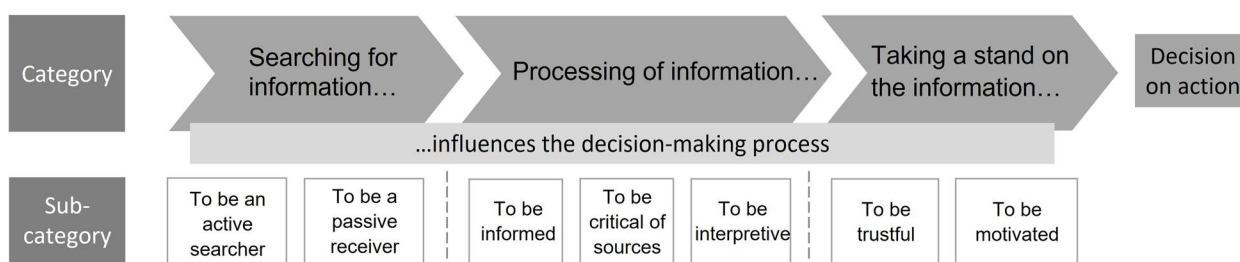 Category
Searching for
information…
Processing of information…
Taking a stand on
the information…
Decision
on action
…influences the decision-making process
Sub-
category
To be an
active
searcher
To be a
passive
receiver
To be
informed
To be
critical of
sources
To be
interpretive
To be
trustful
To be
motivated